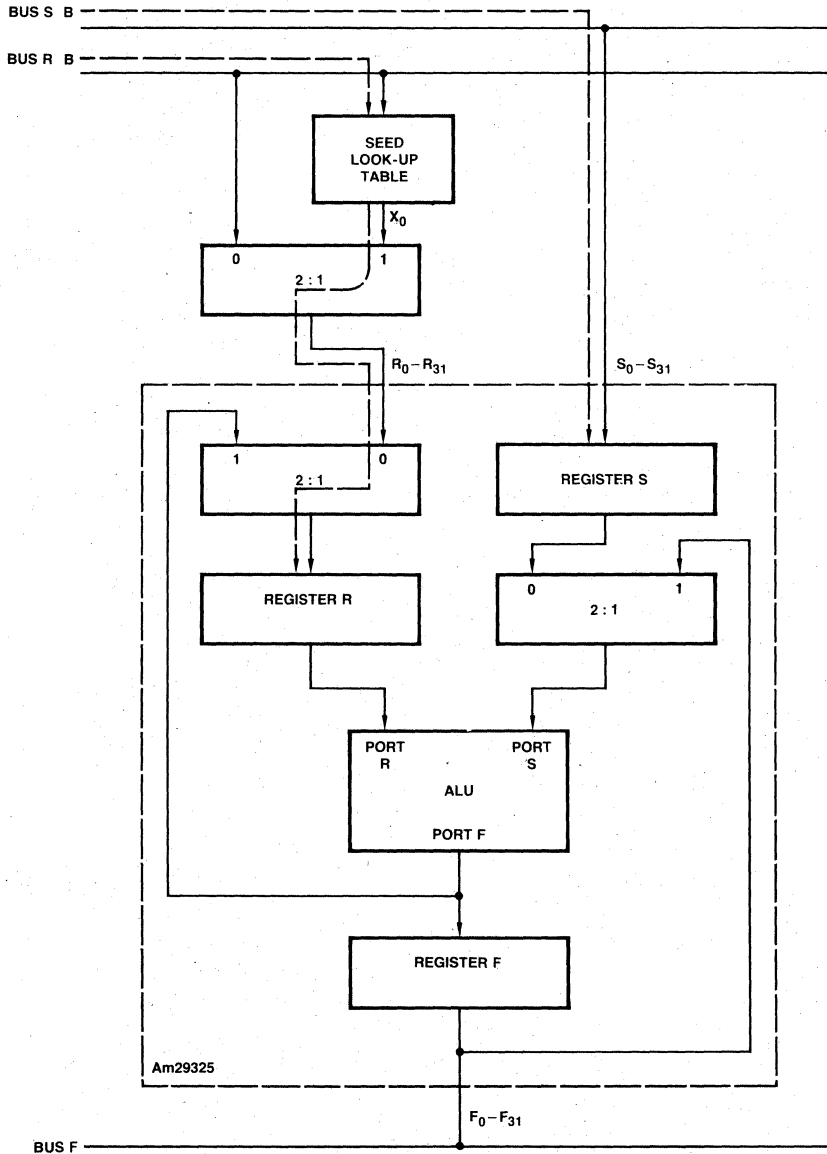 BUS S B
BUS R B
SEED
LOOK-UP
TABLE
X0
0 1
2 : 1
R0–R31 S0–S31
1 0
2 : 1
REGISTER S
REGISTER R
0 1
2 : 1
PORT PORT
R S
ALU
PORT F
REGISTER F
Am29325
F0–F31
BUS F